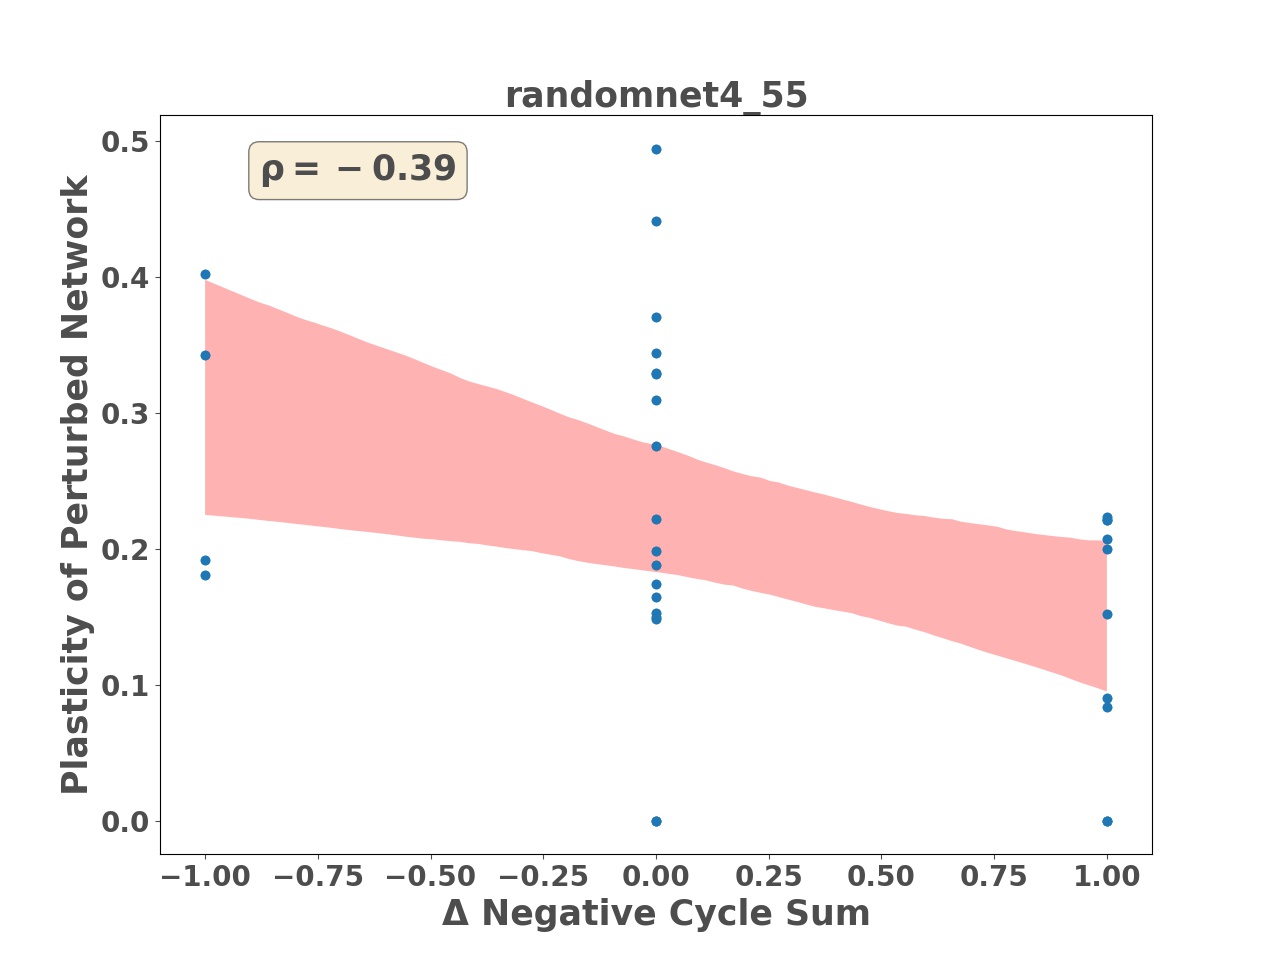 randomnet4_55
ρ = − 0.39
Plasticity of Perturbed Network
0.5
0.4
0.3
0.2
0.1
0.0
−1.00 −0.75 −0.50 −0.25 0.00 0.25 0.50 0.75 1.00
Δ Negative Cycle Sum